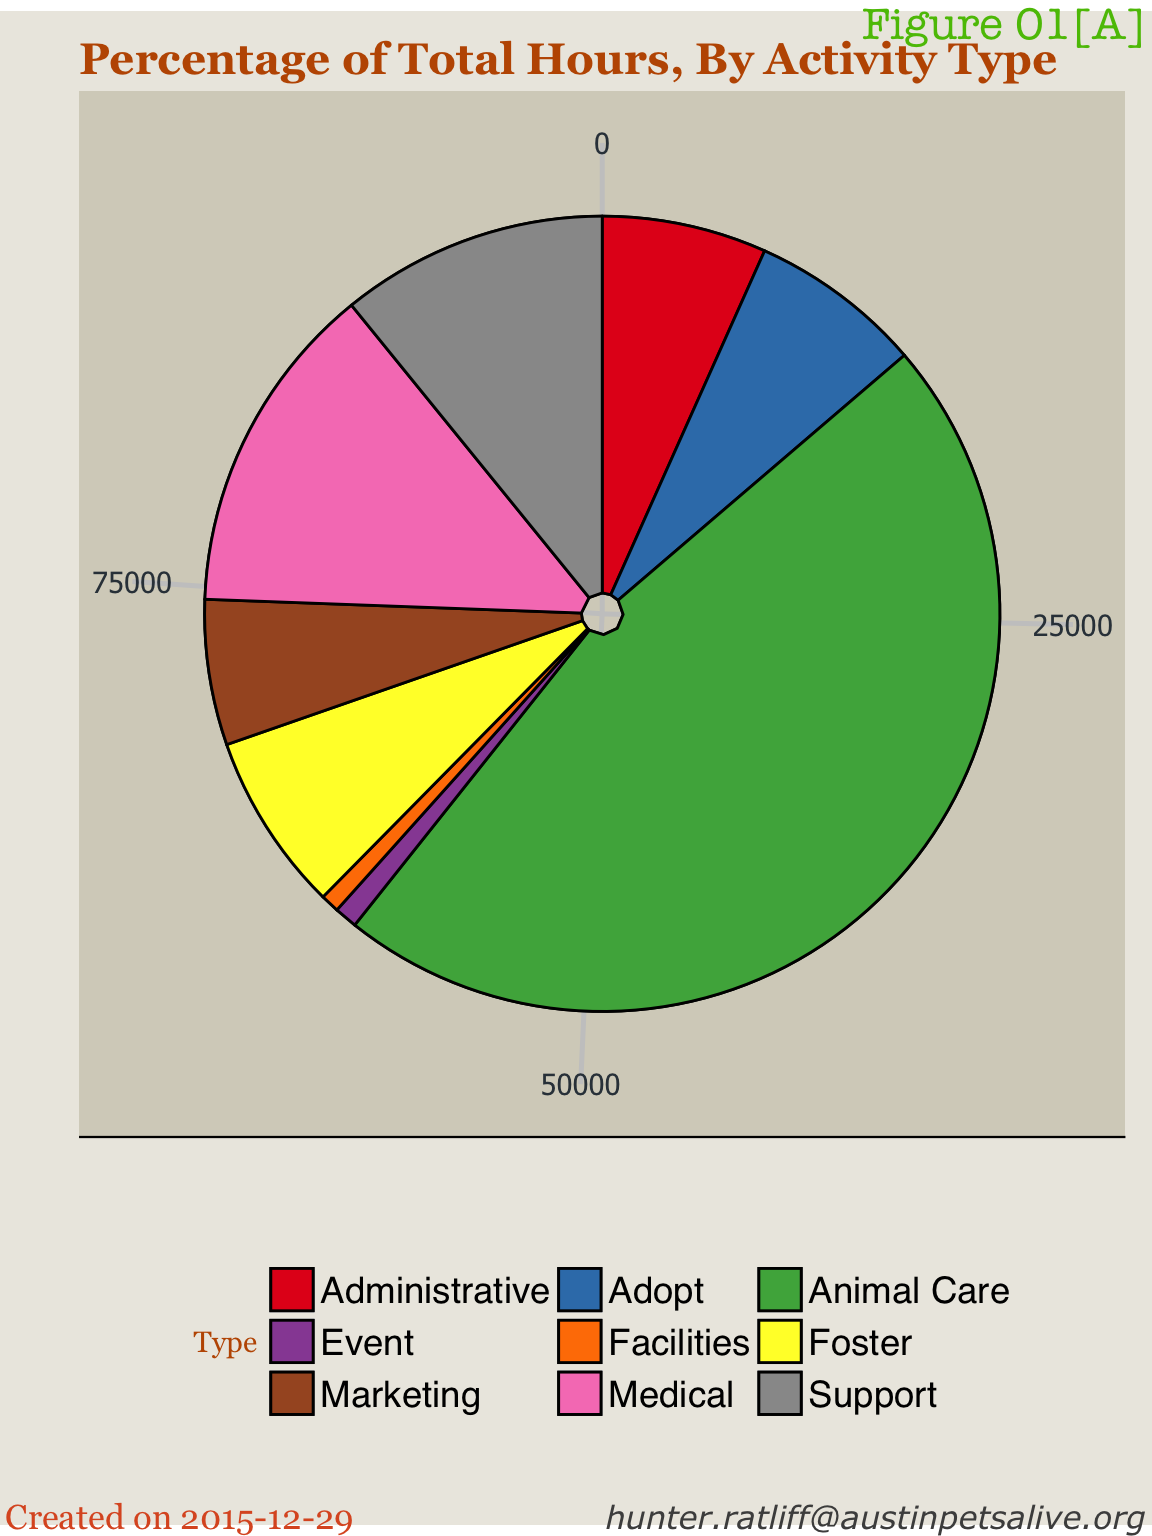 Figure 01[A]
Percentage of Total Hours, By Activity Type
0
75000
25000
50000
Administrative Adopt Animal Care
Type Event Facilities Foster
Marketing Medical Support
Created on 2015-12-29 hunter.ratliff@austinpetsalive.org